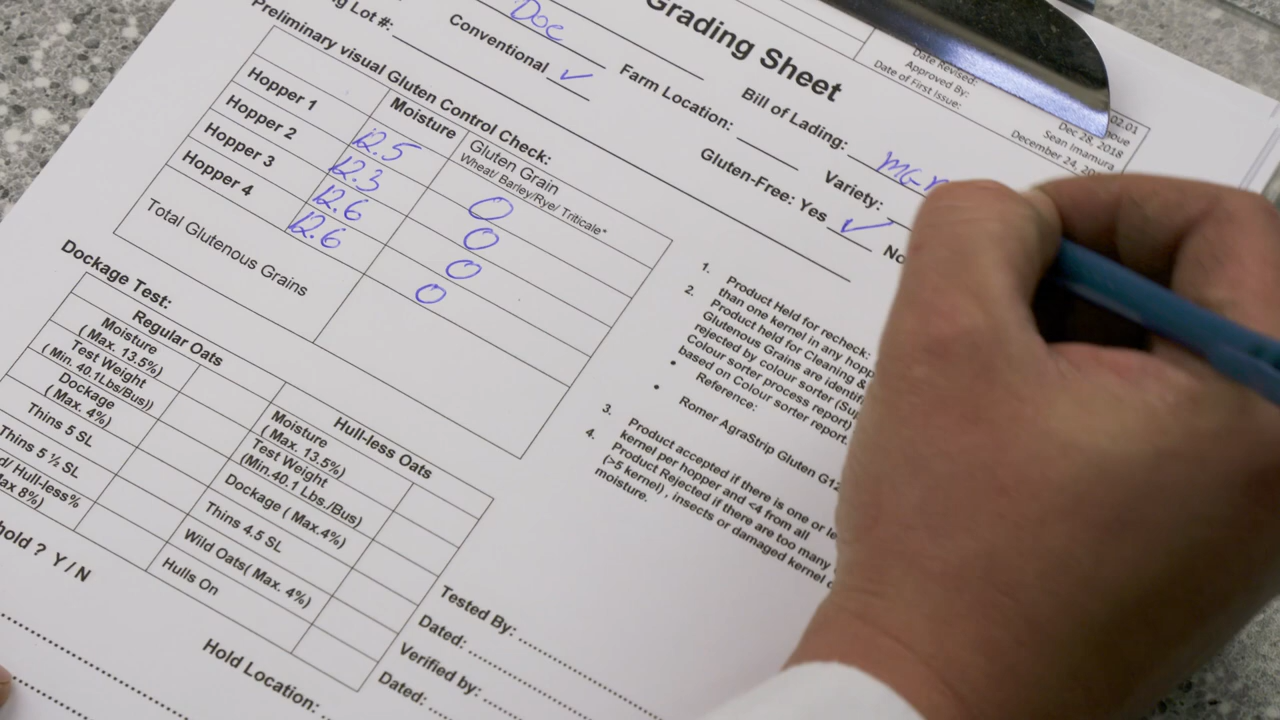 Grading Sheet
Date Revised:
Approved By:
Date of First Issue:
02.01
Dec 28, 2018
Sean Imamura
December 24, 20
Lot #:
Doc
Conventional ✓
Farm Location:
Bill of Lading:
Variety:
Gluten-Free: Yes ✓ No
Preliminary visual Gluten Control Check:
Moisture
Gluten Grain
Wheat/ Barley/Rye/ Triticale*
Hopper 1 12.5 0
Hopper 2 12.3 0
Hopper 3 12.6 0
Hopper 4 12.6 0
Total Glutenous Grains
1. Product Held for recheck:
than one kernel in any hopp
2. Product held for Cleaning &
Glutenous Grains are identif
rejected by colour sorter (Su
Colour sorter process report)
based on Colour sorter report.
• Reference:
• Romer AgraStrip Gluten G12
3. Product accepted if there is one or le
kernel per hopper and <4 from all
4. Product Rejected if there are too many
(>5 kernel) , insects or damaged kernel
moisture.
Dockage Test:
Regular Oats
Moisture
( Max. 13.5%)
Test Weight
( Min. 40.1Lbs/Bus))
Dockage
( Max. 4%)
Thins 5 SL
Thins 5 ½ SL
d/ Hull-less%
ax 8%)
Hull-less Oats
Moisture
( Max. 13.5%)
Test Weight
(Min.40.1 Lbs./Bus)
Dockage ( Max.4%)
Thins 4.5 SL
Wild Oats( Max. 4%)
Hulls On
hold ? Y / N
Hold Location:
Tested By:
Dated:
Verified by:
Dated: